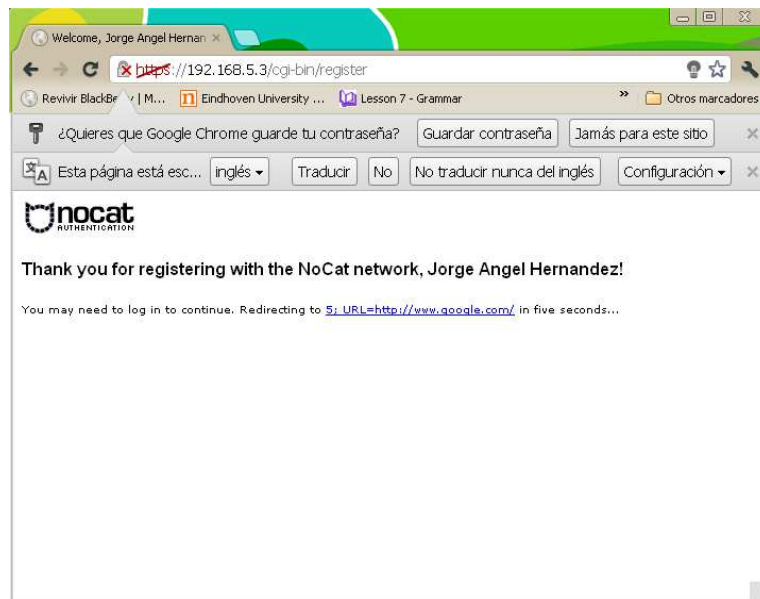 Welcome, Jorge Angel Hernan
https://192.168.5.3/cgi-bin/register
Revivir BlackBerry | M... Eindhoven University ... Lesson 7 - Grammar » Otros marcadores
¿Quieres que Google Chrome guarde tu contraseña? Guardar contraseña Jamás para este sitio
Esta página está esc... inglés Traducir No No traducir nunca del inglés Configuración
nocat
AUTHENTICATION
Thank you for registering with the NoCat network, Jorge Angel Hernandez!
You may need to log in to continue. Redirecting to 5; URL=http://www.google.com/ in five seconds...